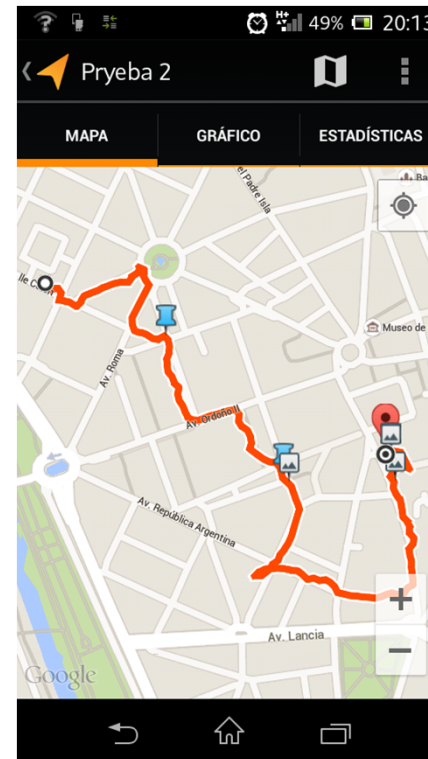 H+
49%
20:13
Pryeba 2
MAPA
GRÁFICO
ESTADÍSTICAS
el Padre Isla
Ba
Museo de
Av. Roma
Av. Ordoño II
Av. República Argentina
Av. Lancia
Google